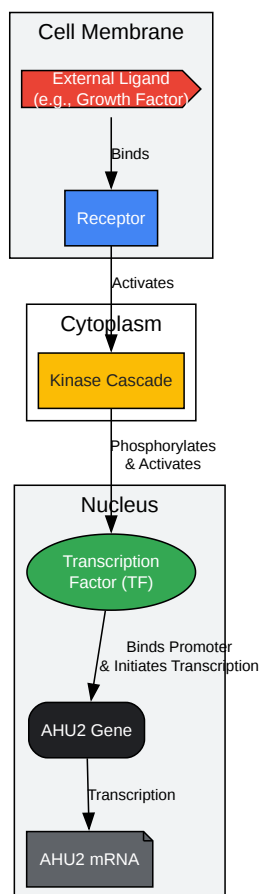 Cell Membrane
External Ligand
(e.g., Growth Factor)
Binds
Receptor
Activates
Cytoplasm
Kinase Cascade
Phosphorylates
& Activates
Nucleus
Transcription
Factor (TF)
Binds Promoter
& Initiates Transcription
AHU2 Gene
Transcription
AHU2 mRNA